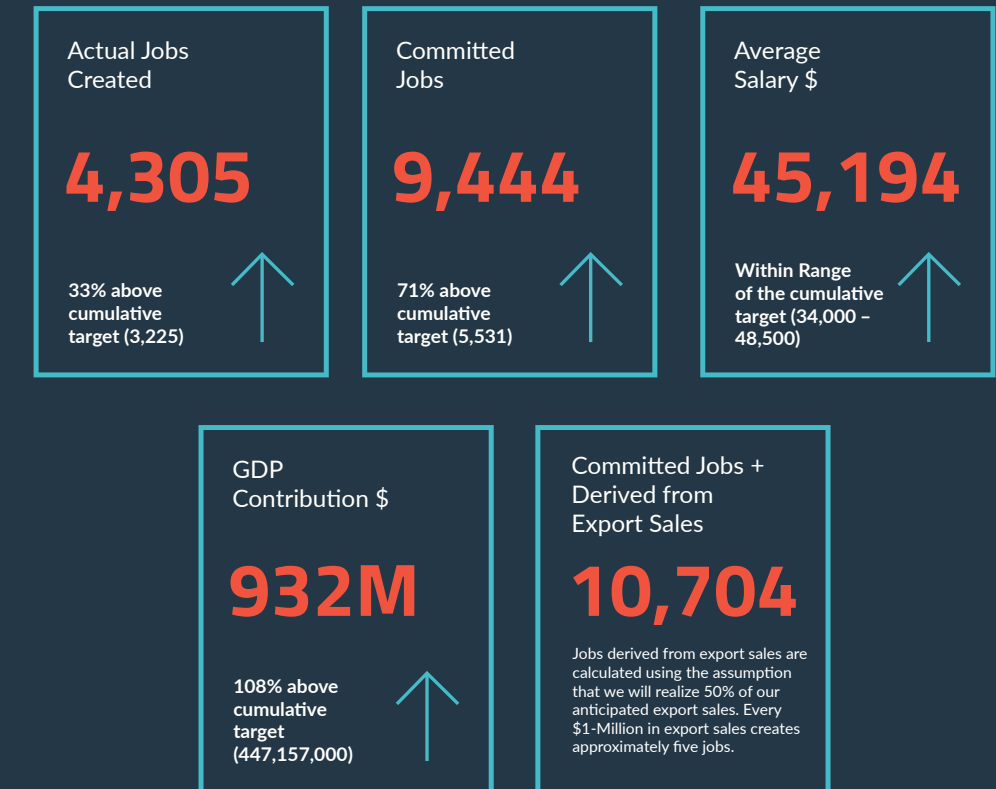 Actual Jobs
Created
4,305
33% above
cumulative
target (3,225)
Committed
Jobs
9,444
71% above
cumulative
target (5,531)
Average
Salary $
45,194
Within Range
of the cumulative
target (34,000 –
48,500)
GDP
Contribution $
932M
108% above
cumulative
target
(447,157,000)
Committed Jobs +
Derived from
Export Sales
10,704
Jobs derived from export sales are
calculated using the assumption
that we will realize 50% of our
anticipated export sales. Every
$1-Million in export sales creates
approximately five jobs.